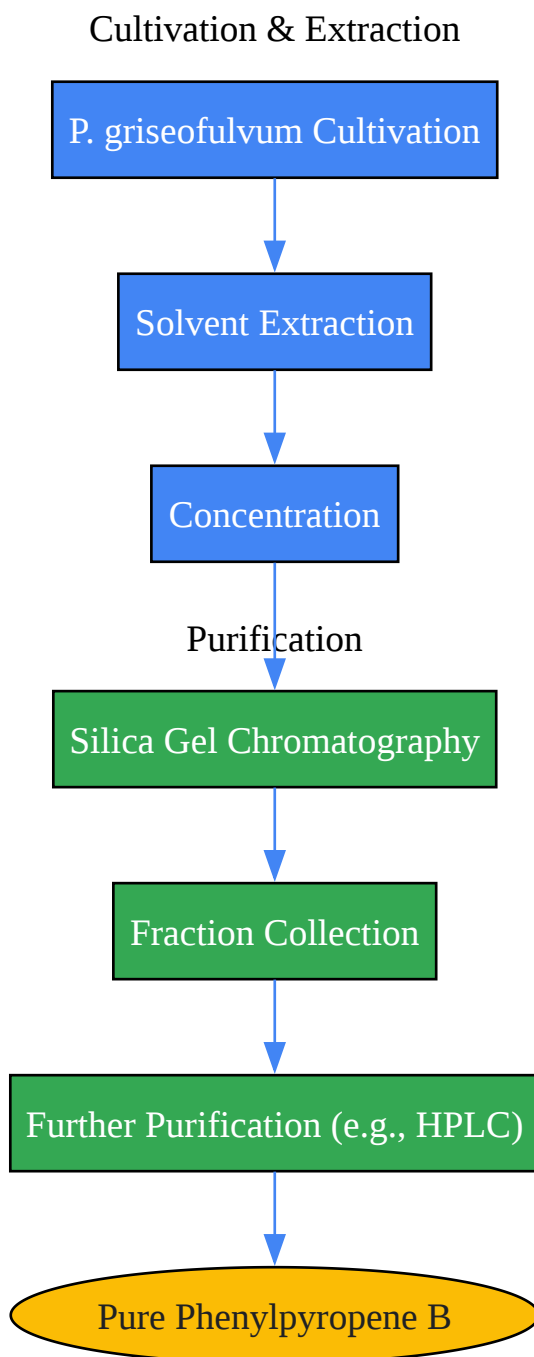 Cultivation & Extraction
P. griseofulvum Cultivation
Solvent Extraction
Concentration
Purification
Silica Gel Chromatography
Fraction Collection
Further Purification (e.g., HPLC)
Pure Phenylpyropene B